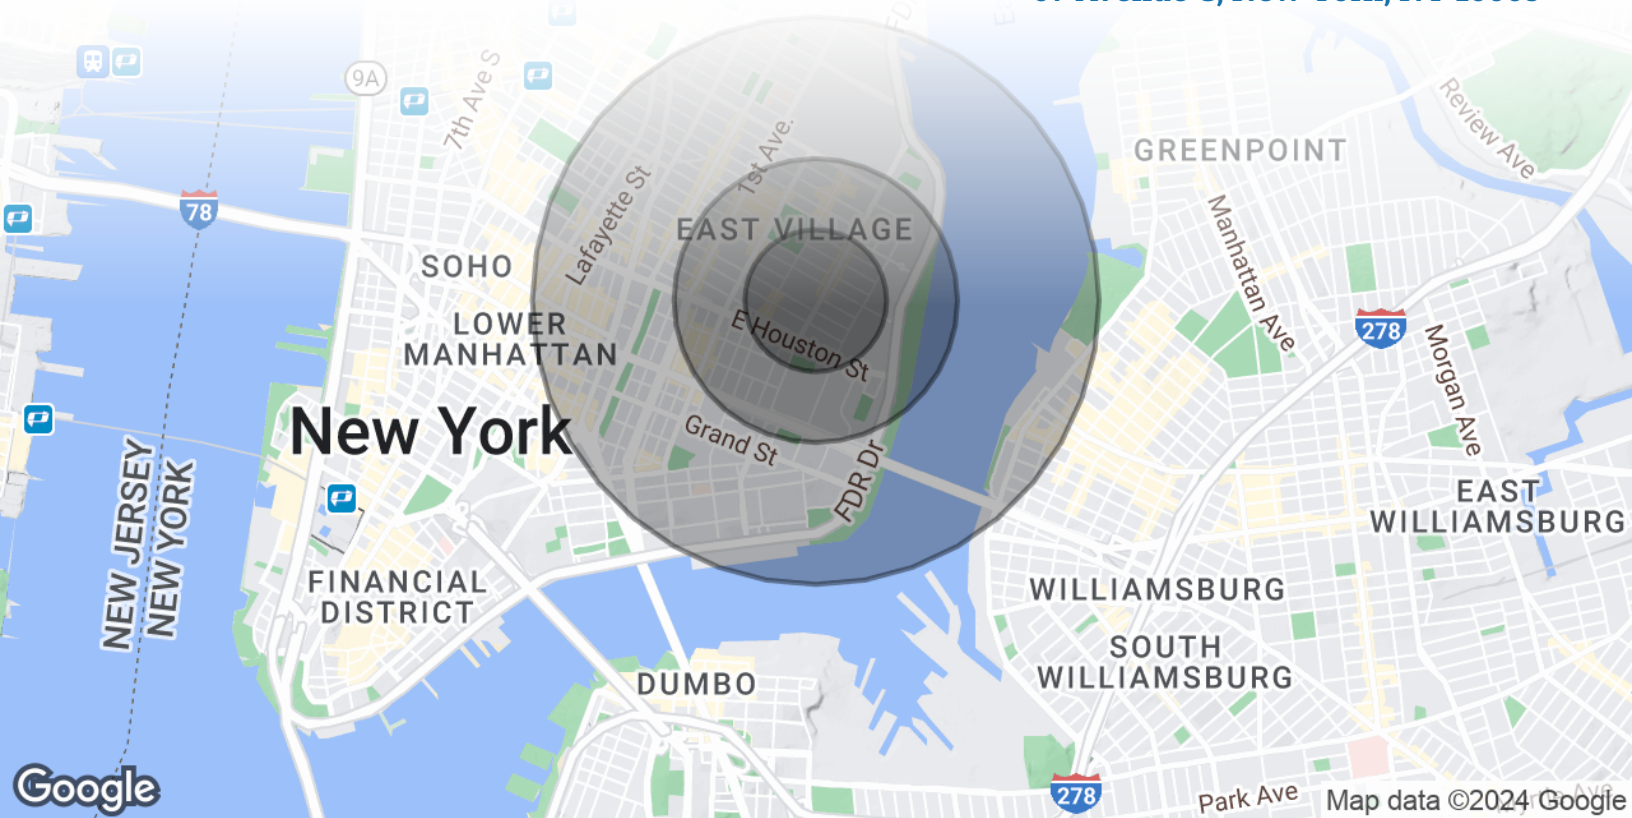 9A
7th Ave S
1st Ave.
Lafayette St
GREENPOINT
Review Ave
78
EAST VILLAGE
Manhattan Ave
SOHO
LOWER
MANHATTAN
E Houston St
278
Morgan Ave
New York
Grand St
FDR Dr
NEW JERSEY
NEW YORK
EAST
WILLIAMSBURG
FINANCIAL
DISTRICT
WILLIAMSBURG
SOUTH
WILLIAMSBURG
DUMBO
Google
278
Park Ave
Map data ©2024 Google